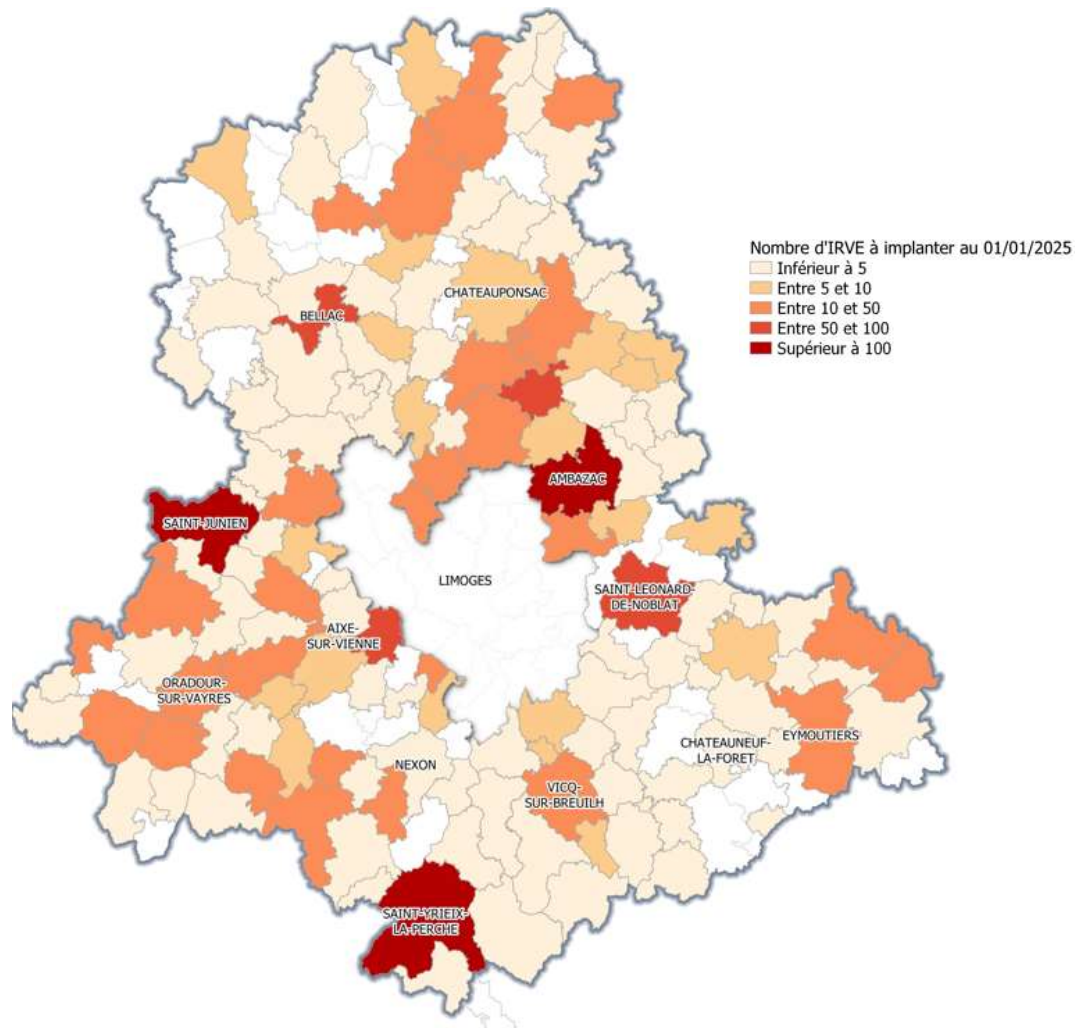 Nombre d'IRVE à implanter au 01/01/2025
Inférieur à 5
Entre 5 et 10
Entre 10 et 50
Entre 50 et 100
Supérieur à 100
CHATEAUPONSAC
BELLAC
AMBAZAC
SAINT-JUNIEN
LIMOGES
SAINT-LEONARD-
DE-NOBLAT
AIXE-
SUR-VIENNE
ORADOUR-
SUR-VAYRES
EYMOUTIERS
CHATEAUNEUF-
LA-FORET
NEXON
VICQ-
SUR-BREUILH
SAINT-YRIEIX-
LA-PERCHE